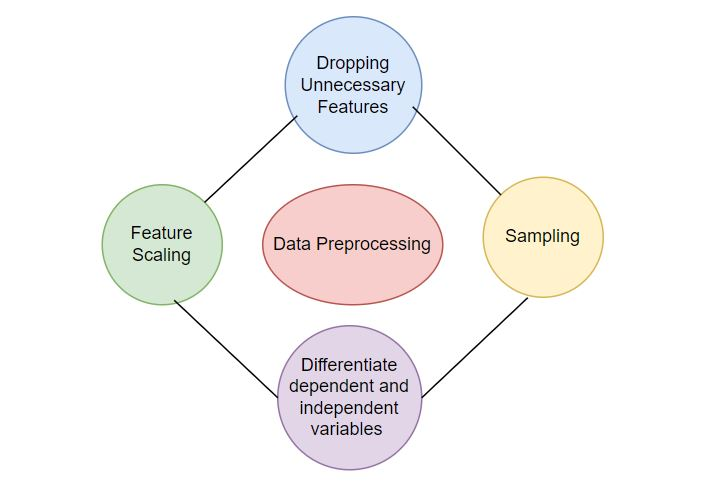 Dropping
Unnecessary
Features
Feature
Scaling
Data Preprocessing
Sampling
Differentiate
dependent and
independent
variables